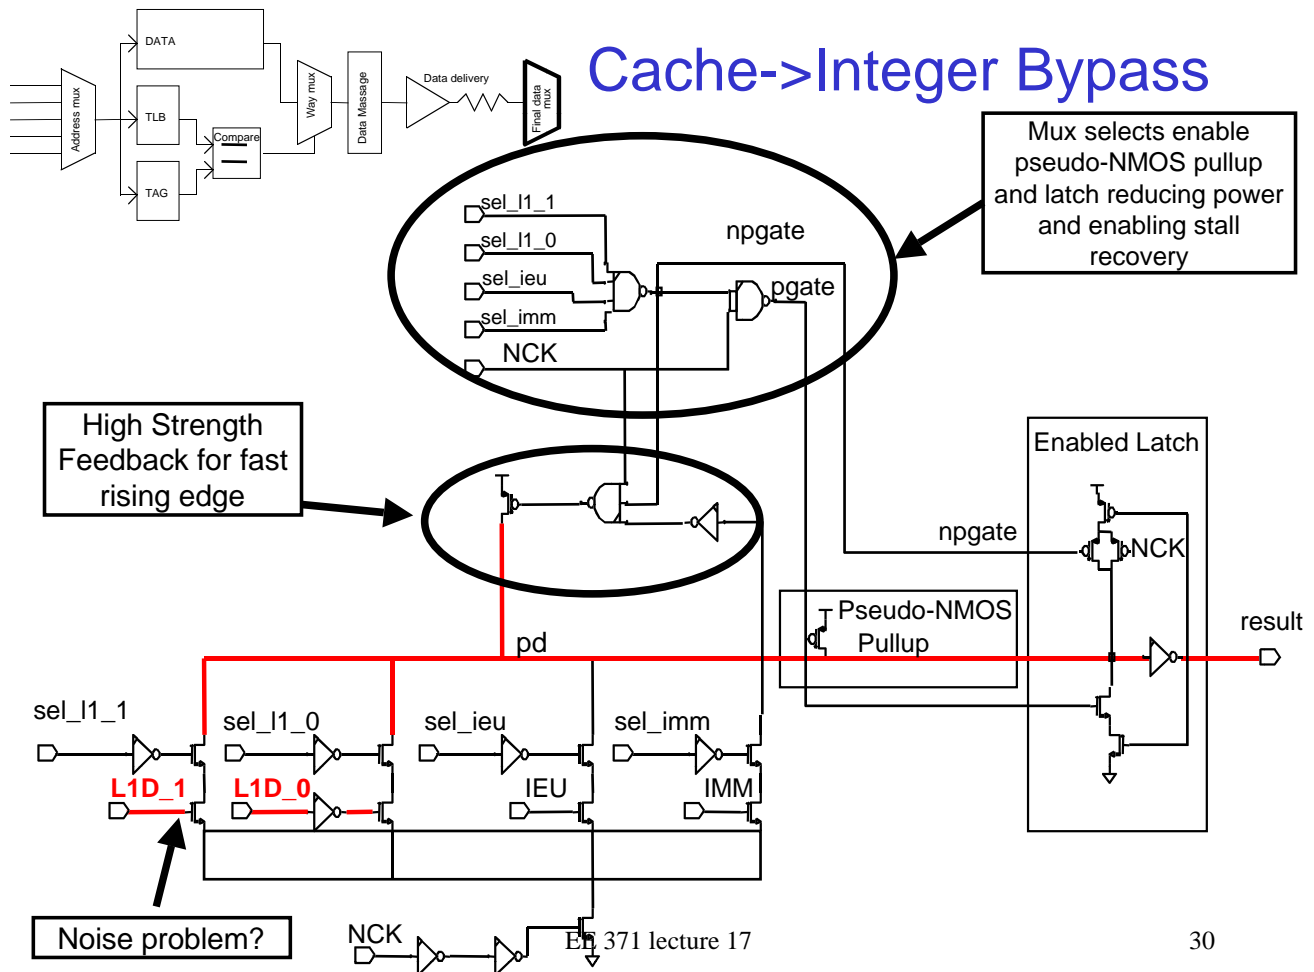 Cache->Integer Bypass
DATA
Address mux
TLB
TAG
Compare
Way mux
Data Massage
Data delivery
Final data
mux
Mux selects enable
pseudo-NMOS pullup
and latch reducing power
and enabling stall
recovery
sel_l1_1
sel_l1_0
sel_ieu
sel_imm
NCK
npgate
pgate
High Strength
Feedback for fast
rising edge
Enabled Latch
npgate
NCK
Pseudo-NMOS
Pullup
result
pd
sel_l1_1
sel_l1_0
sel_ieu
sel_imm
L1D_1
L1D_0
IEU
IMM
Noise problem?
NCK
EE 371 lecture 17
30